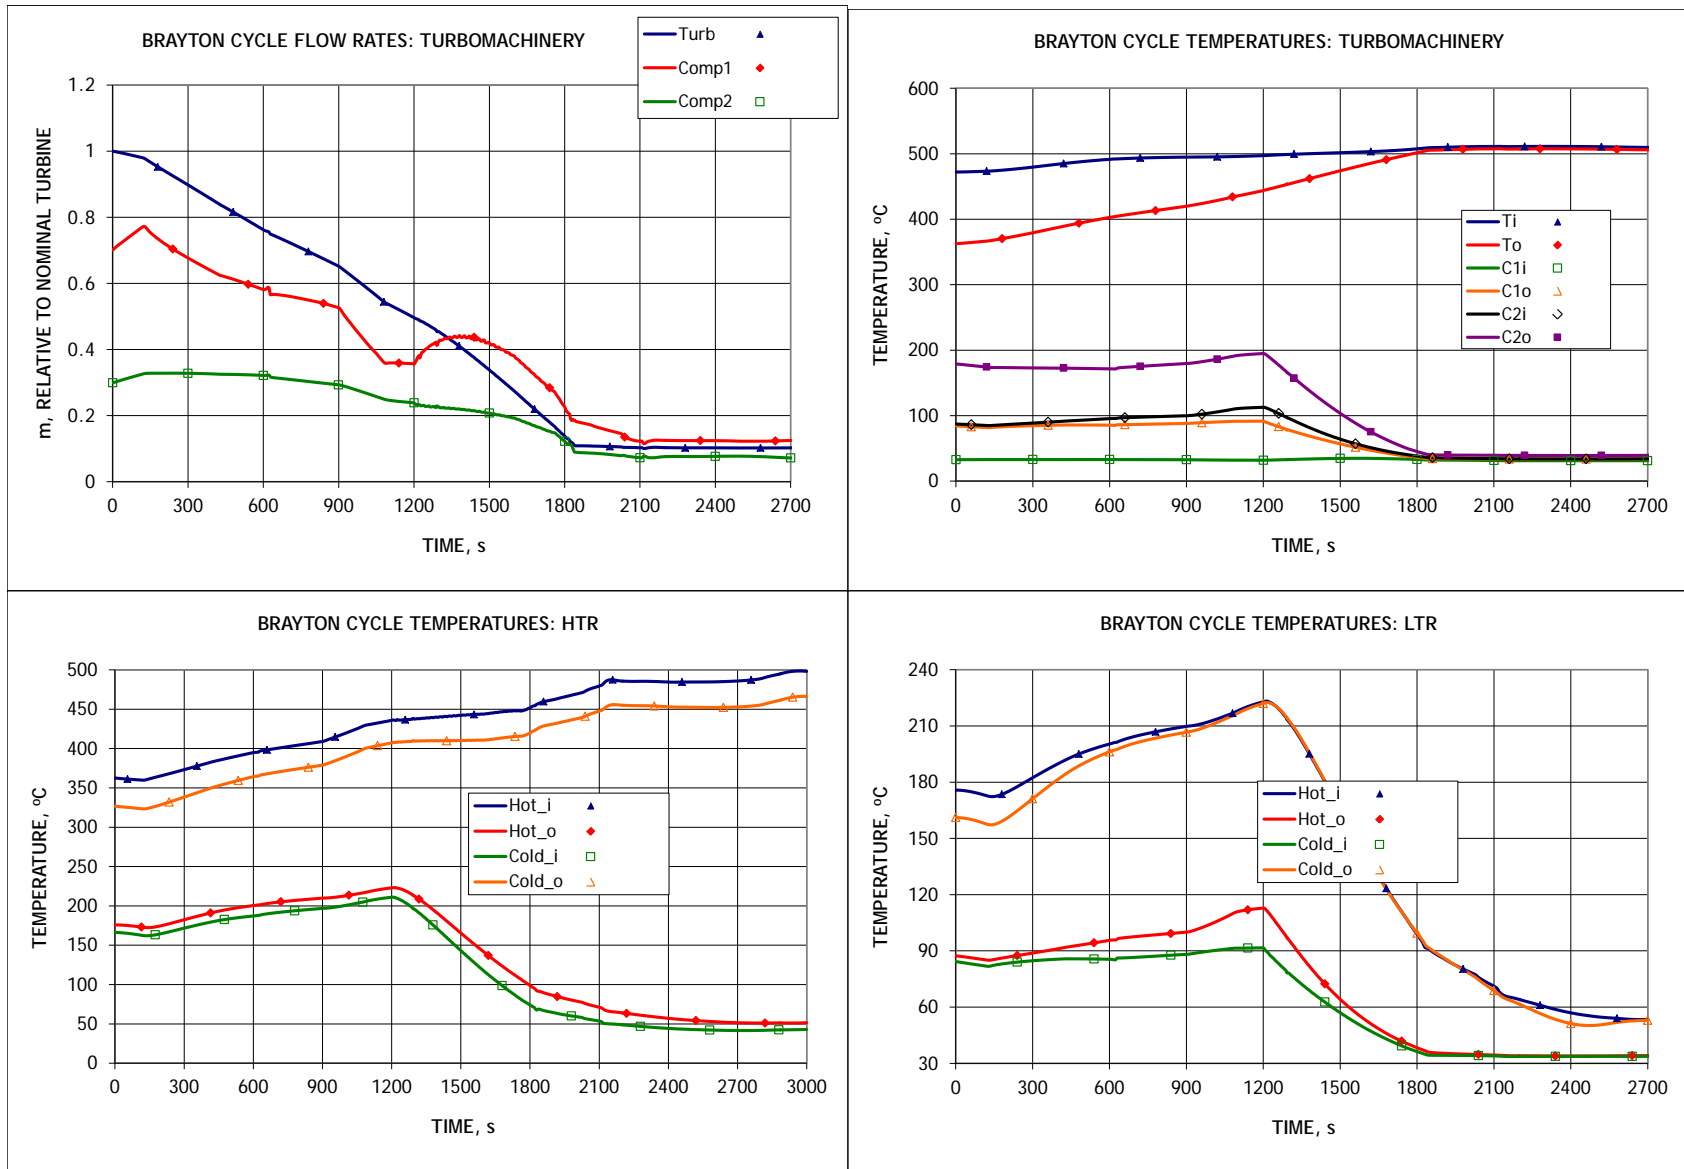 BRAYTON CYCLE FLOW RATES: TURBOMACHINERY
Turb
Comp1
Comp2
m, RELATIVE TO NOMINAL TURBINE
1.2
1
0.8
0.6
0.4
0.2
0
0 300 600 900 1200 1500 1800 2100 2400 2700
TIME, s
BRAYTON CYCLE TEMPERATURES: TURBOMACHINERY
TEMPERATURE, ºC
600
500
400
300
200
100
0
Ti
To
C1i
C1o
C2i
C2o
0 300 600 900 1200 1500 1800 2100 2400 2700
TIME, s
BRAYTON CYCLE TEMPERATURES: HTR
TEMPERATURE, ºC
500
450
400
350
300
250
200
150
100
50
0
Hot_i
Hot_o
Cold_i
Cold_o
0 300 600 900 1200 1500 1800 2100 2400 2700 3000
TIME, s
BRAYTON CYCLE TEMPERATURES: LTR
TEMPERATURE, ºC
240
210
180
150
120
90
60
30
Hot_i
Hot_o
Cold_i
Cold_o
0 300 600 900 1200 1500 1800 2100 2400 2700
TIME, s